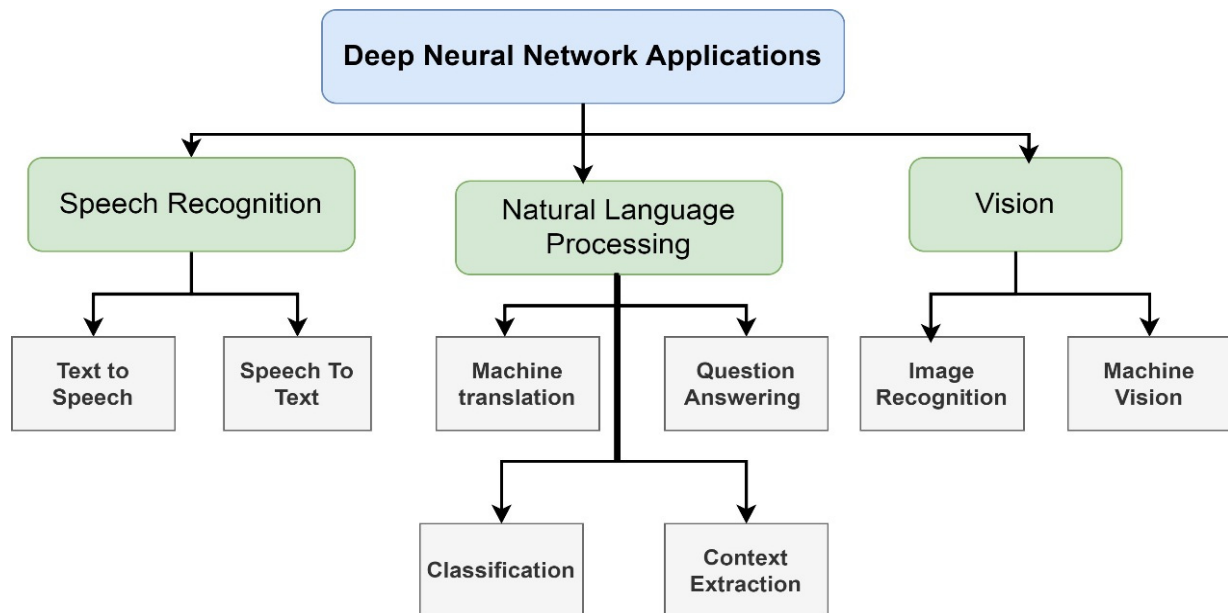 Deep Neural Network Applications
Speech Recognition
Natural Language
Processing
Vision
Text to
Speech
Speech To
Text
Machine
translation
Question
Answering
Image
Recognition
Machine
Vision
Classification
Context
Extraction